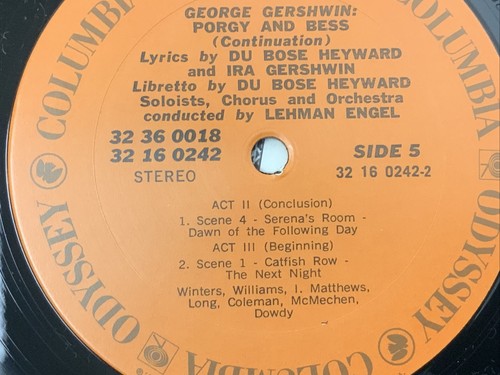 GEORGE GERSHWIN:
PORGY AND BESS
(Continuation)
Lyrics by DU BOSE HEYWARD
and IRA GERSHWIN
Libretto by DU BOSE HEYWARD
Soloists, Chorus and Orchestra
conducted by LEHMAN ENGEL
32 36 0018
32 16 0242
STEREO
SIDE 5
32 16 0242-2
ACT II (Conclusion)
1. Scene 4 - Serena's Room -
Dawn of the Following Day
ACT III (Beginning)
2. Scene 1 - Catfish Row -
The Next Night
Winters, Williams, I. Matthews,
Long, Coleman, McMechen,
Dowdy
COLUMBIA
ODYSSEY
COLUMBIA
ODYSSEY
COLUMBIA